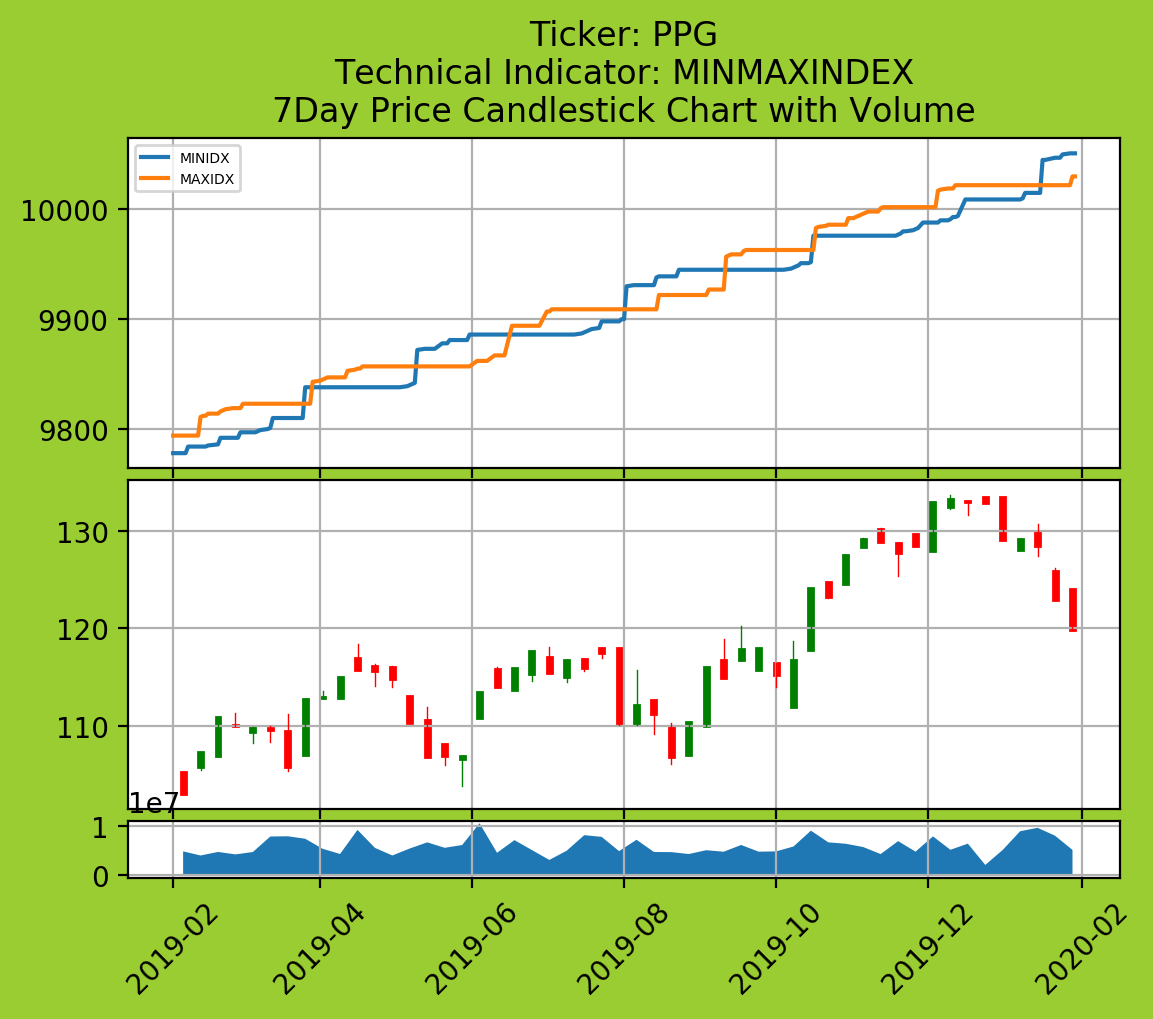 Ticker: PPG
Technical Indicator: MINMAXINDEX
7Day Price Candlestick Chart with Volume
MINIDX
MAXIDX
10000
9900
9800
130
120
110
1e7
1
0
2019-02
2019-04
2019-06
2019-08
2019-10
2019-12
2020-02